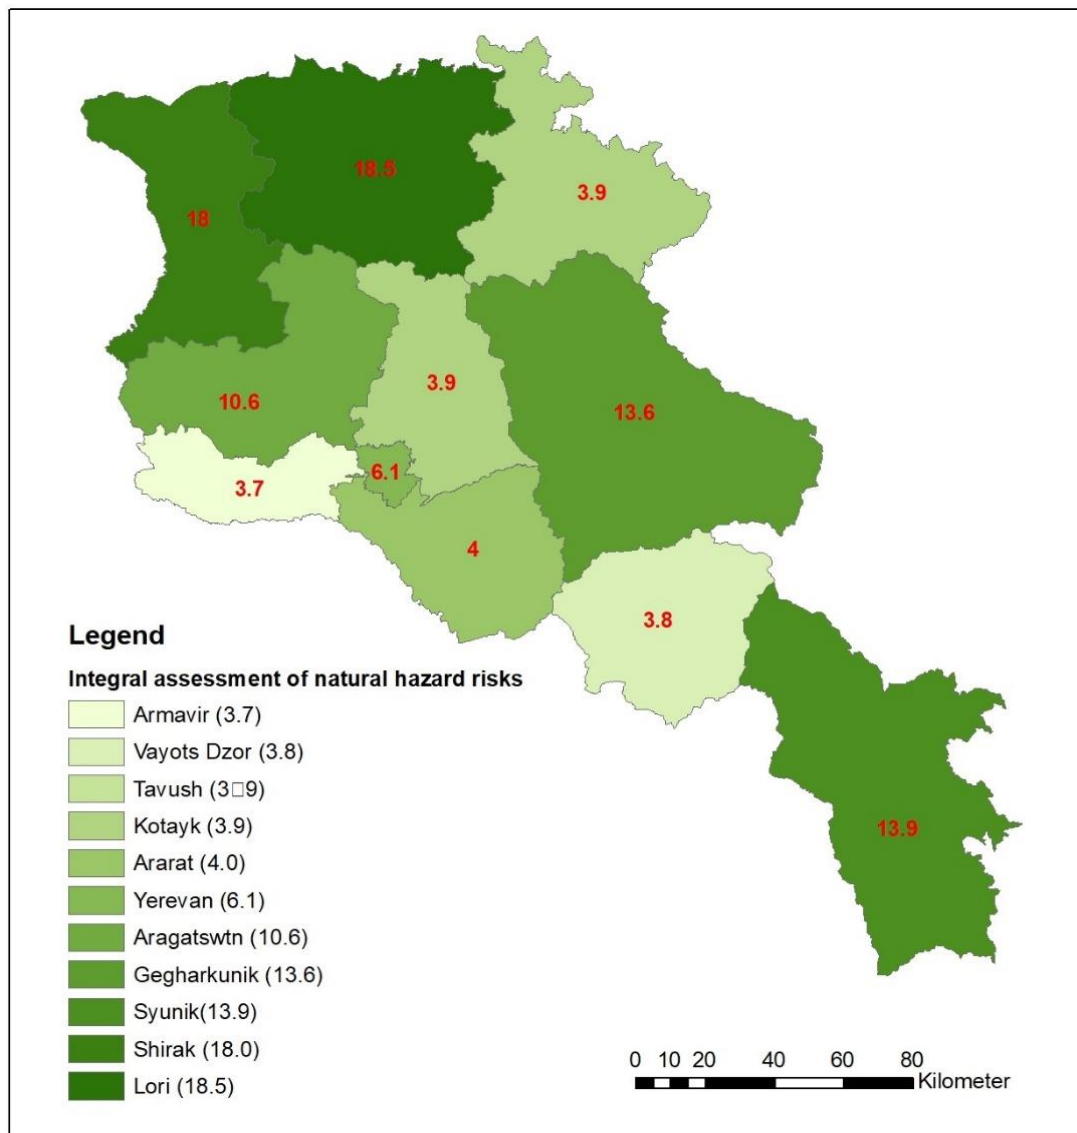 18.5
3.9
18
3.9
10.6
13.6
6.1
3.7
4
3.8
13.9
Legend
Integral assessment of natural hazard risks
Armavir (3.7)
Vayots Dzor (3.8)
Tavush (3□9)
Kotayk (3.9)
Ararat (4.0)
Yerevan (6.1)
Aragatswtn (10.6)
Gegharkunik (13.6)
Syunik(13.9)
Shirak (18.0)
Lori (18.5)
0 10 20 40 60 80
Kilometer